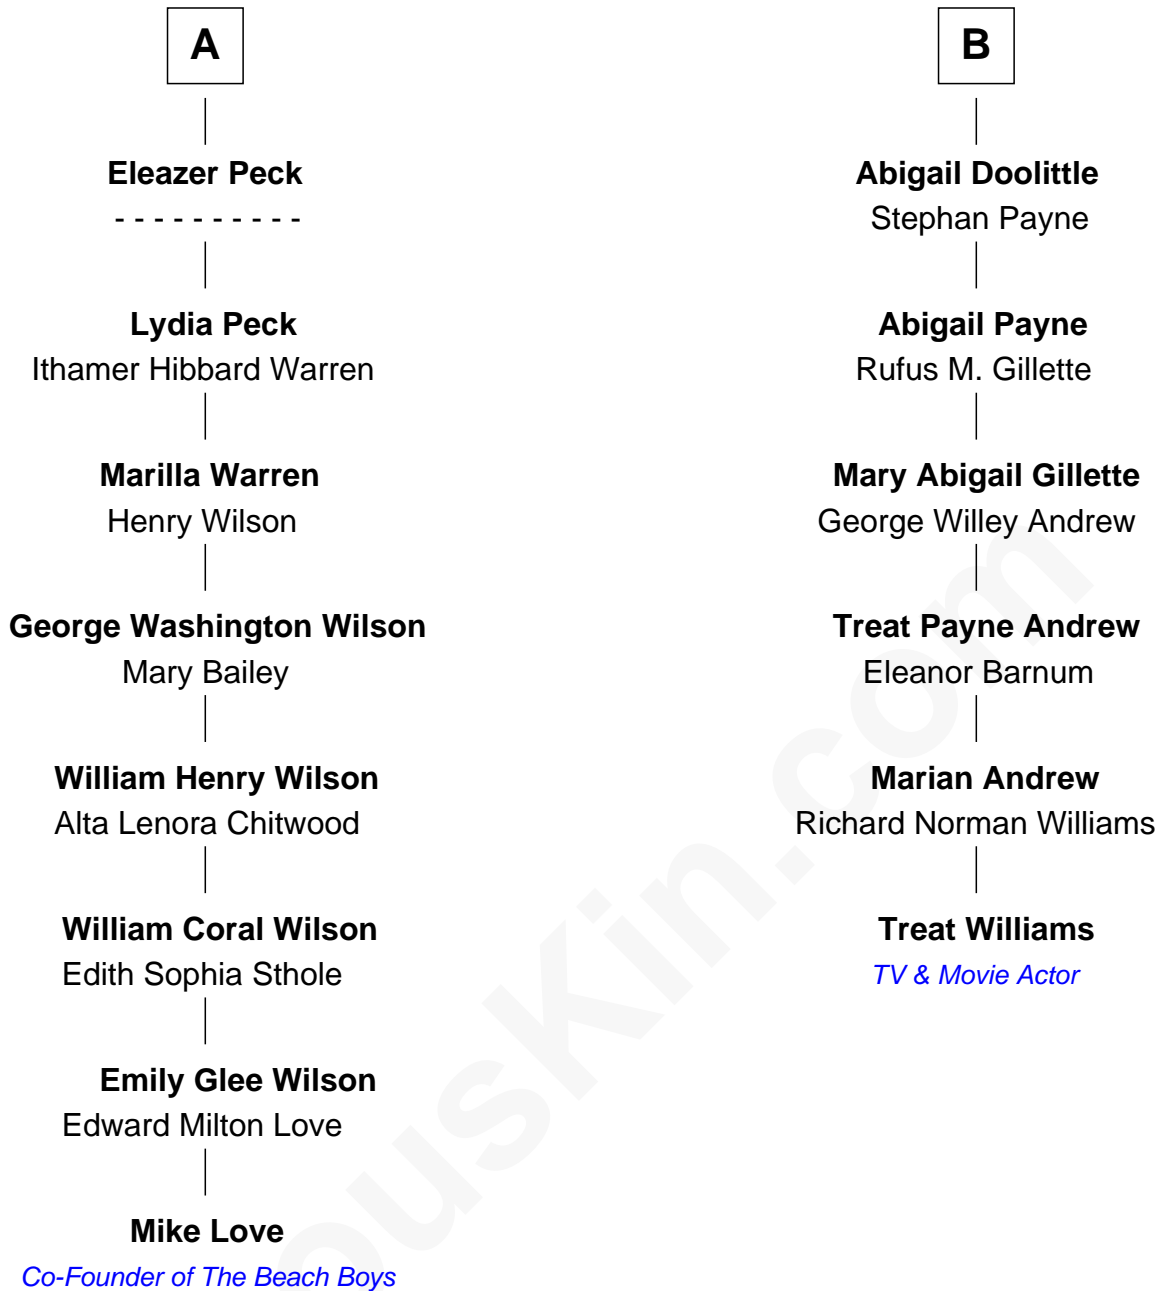 A
Eleazer Peck
- - - - - - - - - -
Lydia Peck
Ithamer Hibbard Warren
Marilla Warren
Henry Wilson
George Washington Wilson
Mary Bailey
William Henry Wilson
Alta Lenora Chitwood
William Coral Wilson
Edith Sophia Sthole
Emily Glee Wilson
Edward Milton Love
Mike Love
Co-Founder of The Beach Boys
B
Abigail Doolittle
Stephan Payne
Abigail Payne
Rufus M. Gillette
Mary Abigail Gillette
George Willey Andrew
Treat Payne Andrew
Eleanor Barnum
Marian Andrew
Richard Norman Williams
Treat Williams
TV & Movie Actor
ousKin.com